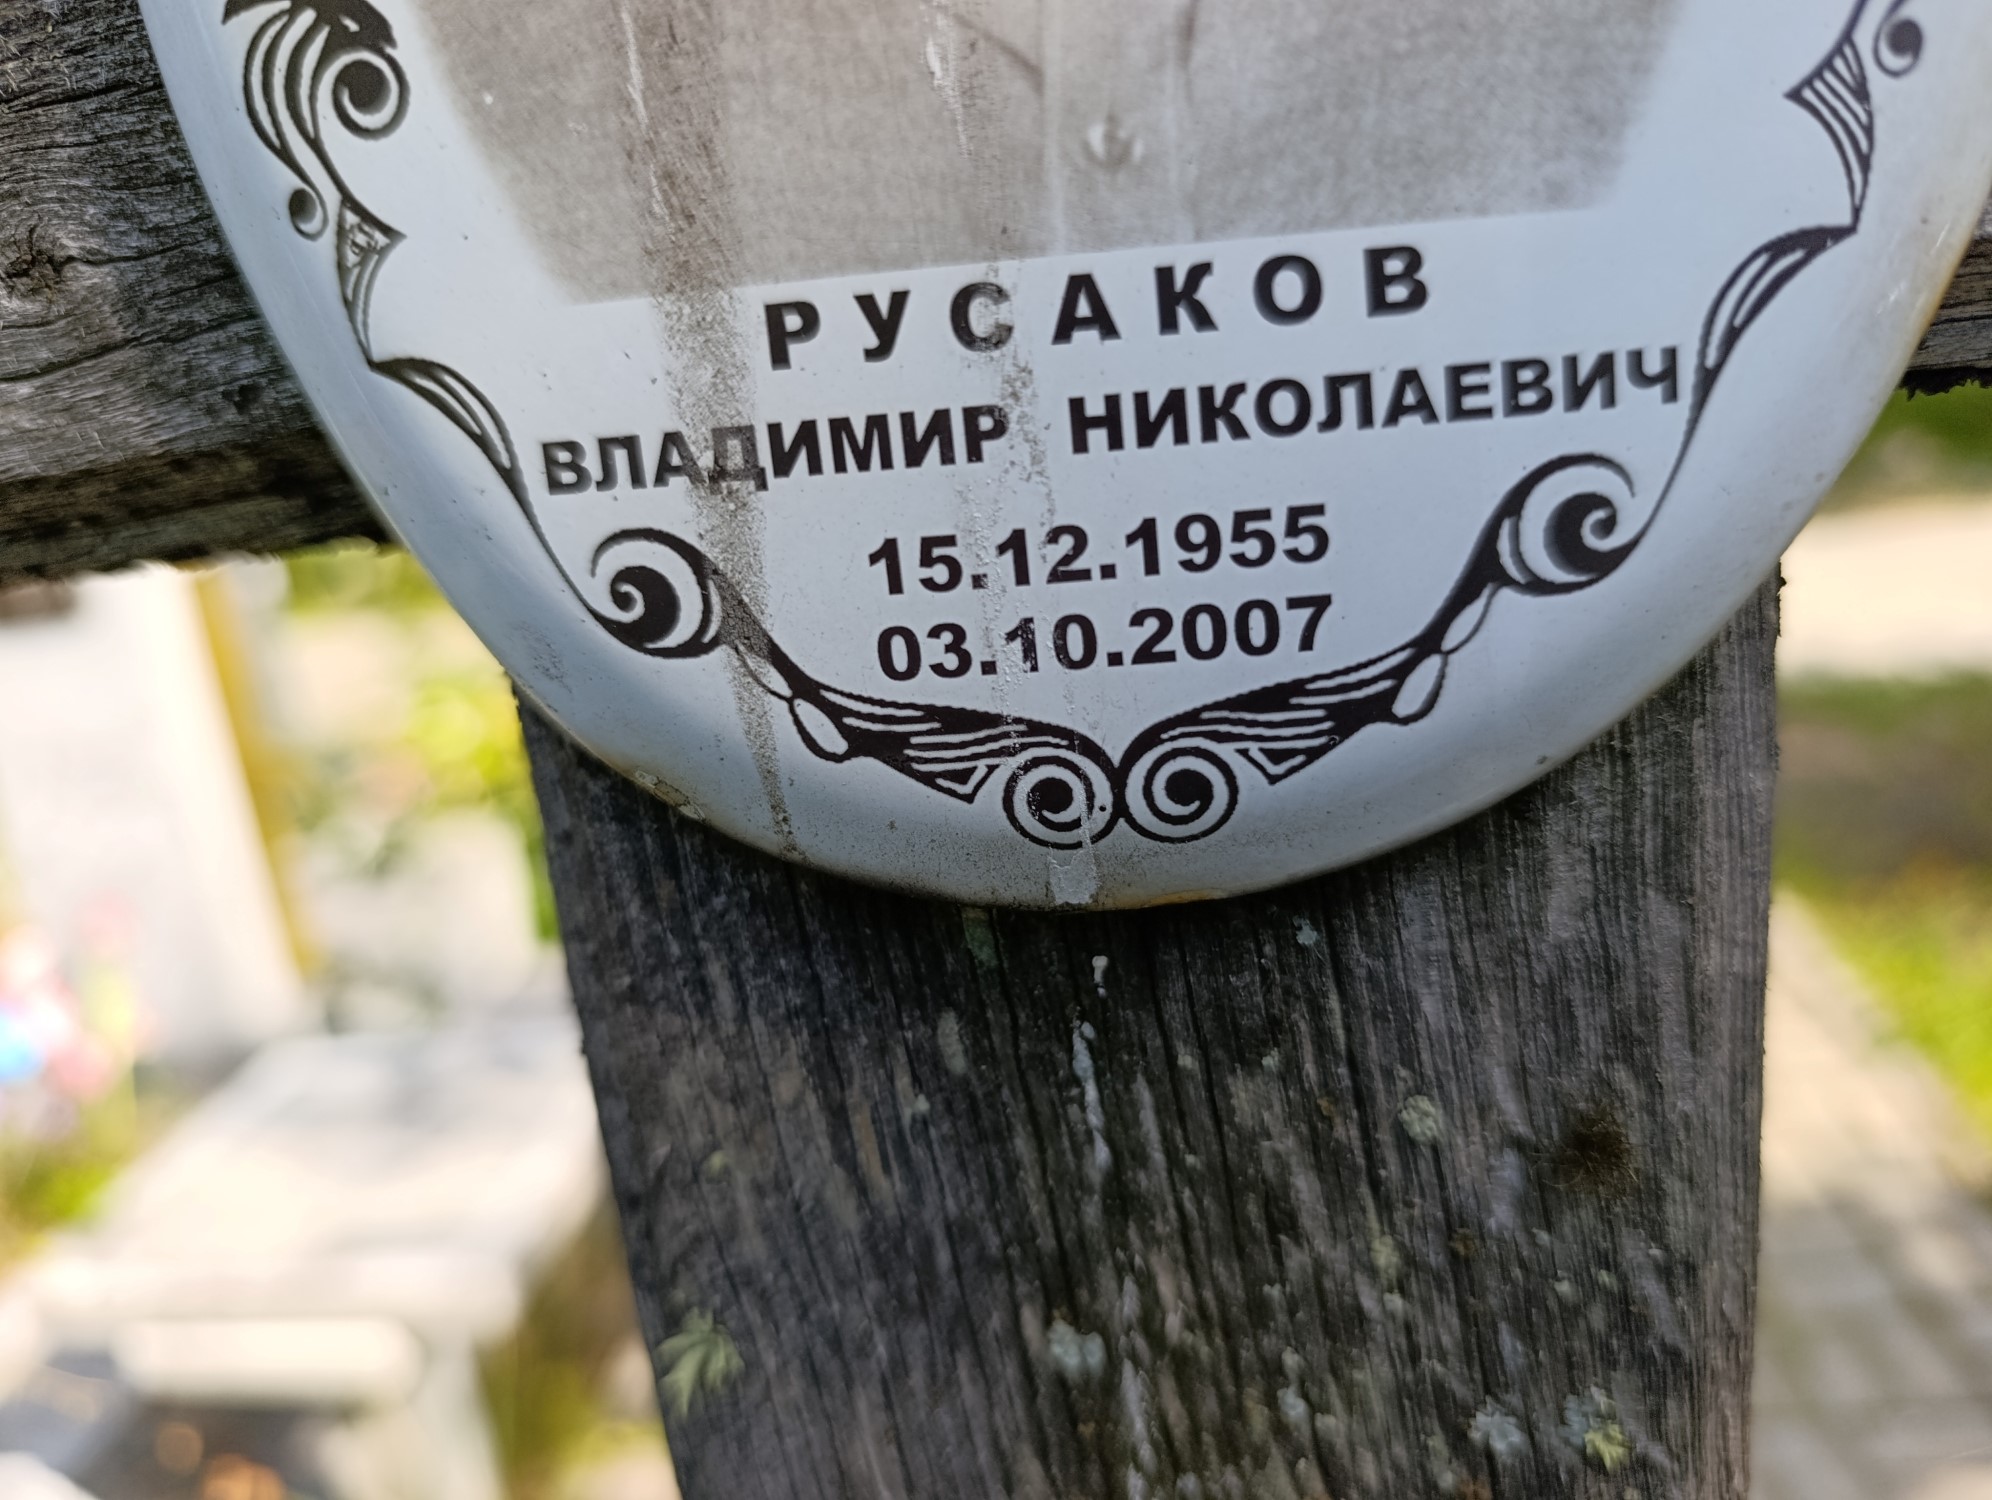 РУСАКОВ
ВЛАДИМИР НИКОЛАЕВИЧ
15.12.1955
03.10.2007